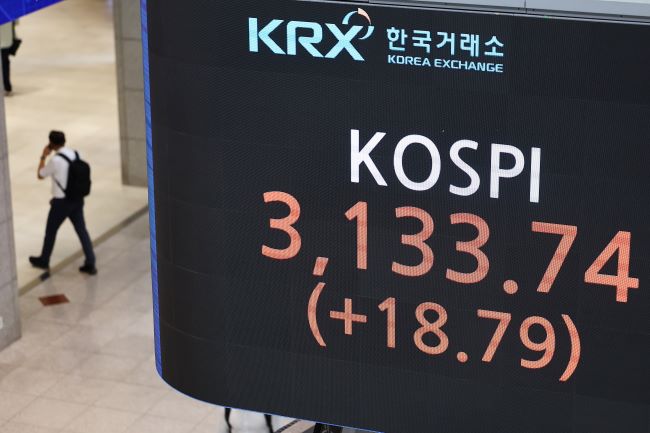 KRX 한국거래소
KOREA EXCHANGE
KOSPI
3,133.74
(+18.79)